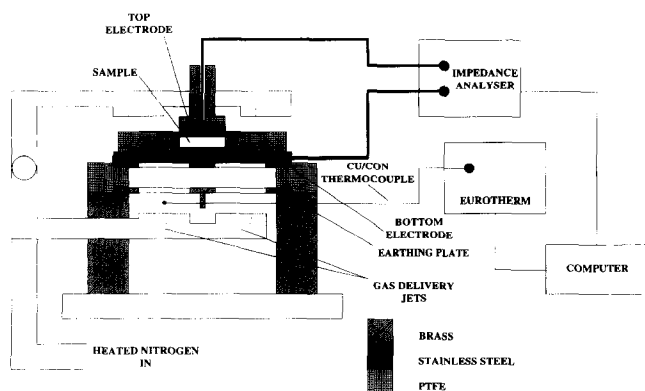 TOP
ELECTRODE
SAMPLE
IMPEDANCE
ANALYSER
CU/CON
THERMOCOUPLE
EUROTHERM
BOTTOM
ELECTRODE
EARTHING PLATE
COMPUTER
GAS DELIVERY
JETS
HEATED NITROGEN
IN
BRASS
STAINLESS STEEL
PTFE